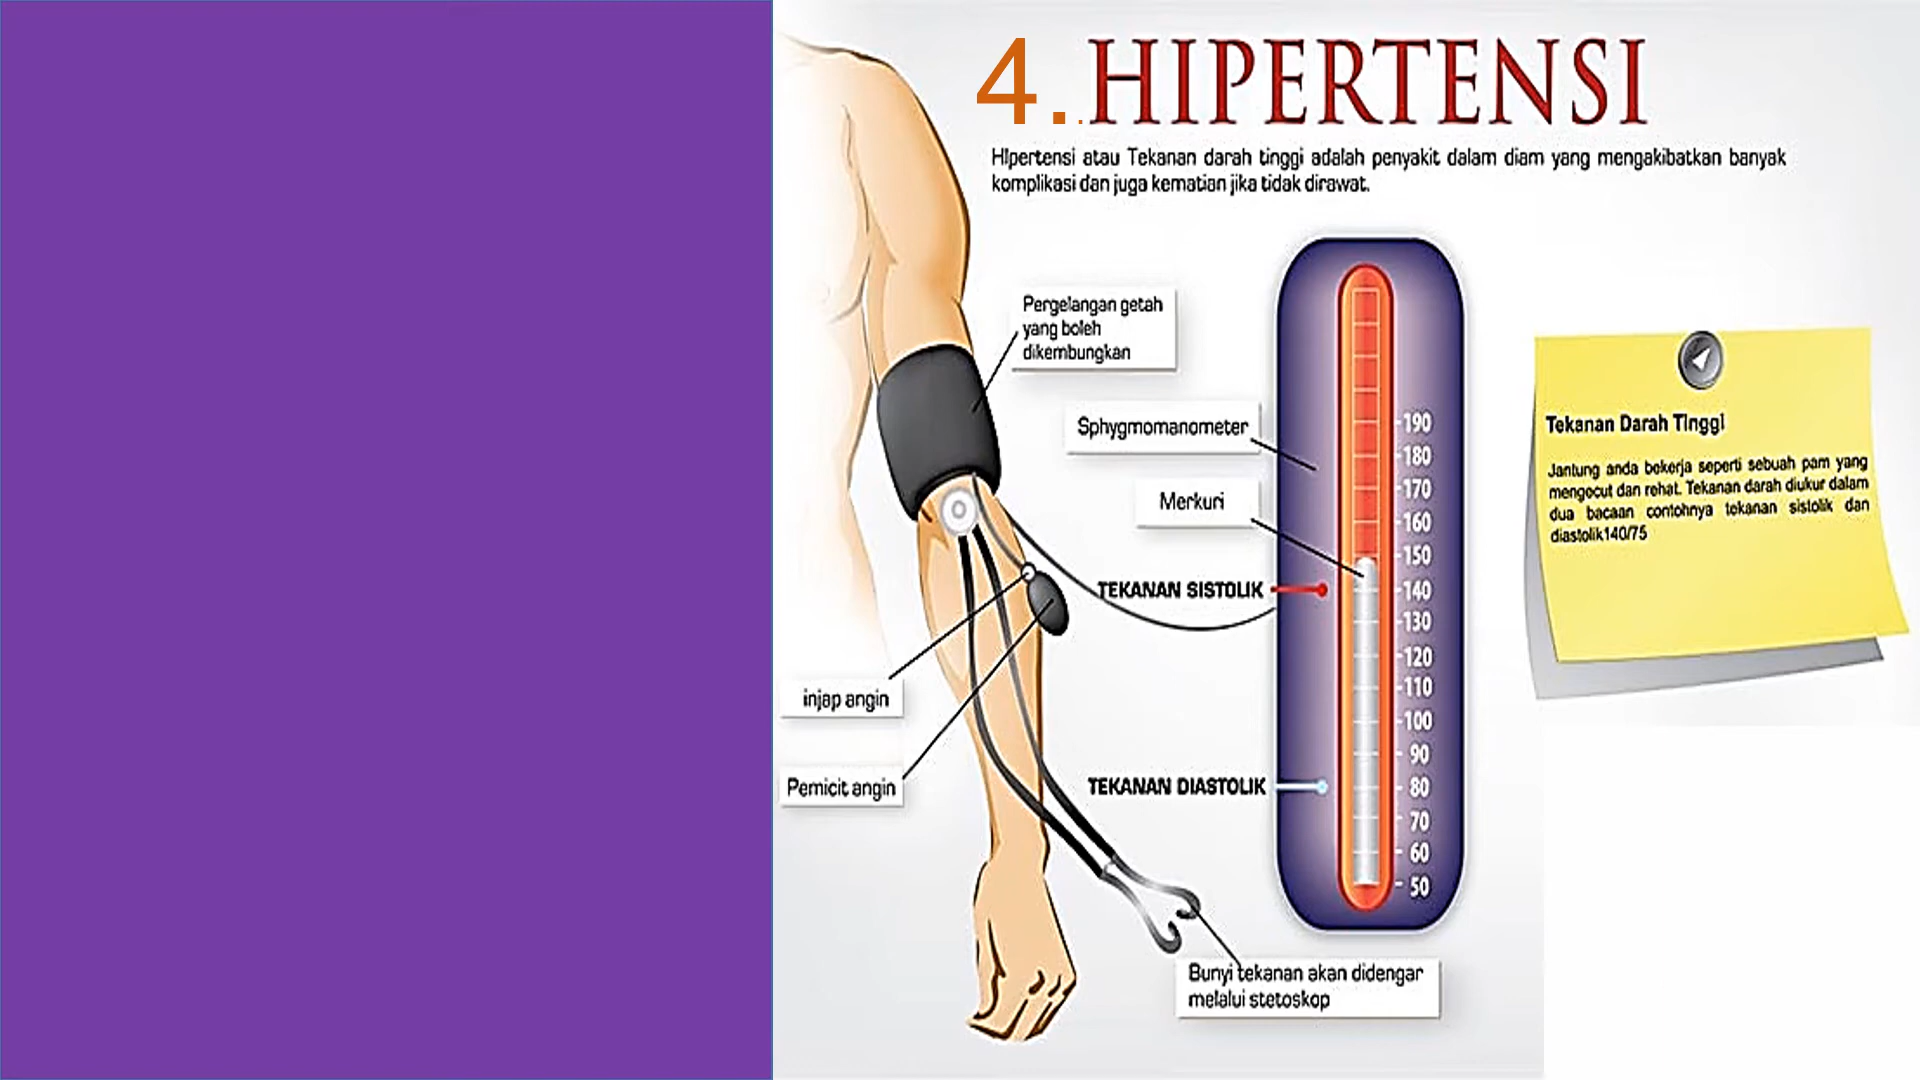 4. HIPERTENSI
HIpertensi atau Tekanan darah tinggi adalah penyakit dalam diam yang mengakibatkan banyak
komplikasi dan juga kematian jika tidak dirawat.
Pergelangan getah
yang boleh
dikembungkan
Sphygmomanometer
Merkuri
TEKANAN SISTOLIK
injap angin
Pemicit angin
TEKANAN DIASTOLIK
190
180
170
160
150
140
130
120
110
100
90
80
70
60
50
Bunyi tekanan akan didengar
melalui stetoskop
Tekanan Darah TInggI
Jantung anda bekerja seperti sebuah pam yang
mengecut dan rehat. Tekanan darah diukur dalam
dua bacaan contohnya tekanan sistolik dan
diastolik140/75